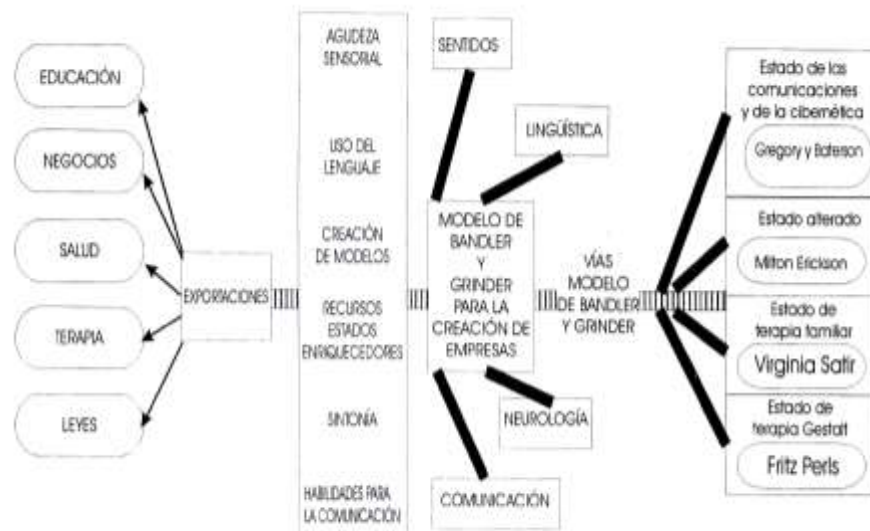 EDUCACIÓN
NEGOCIOS
SALUD
TERAPIA
LEYES
EXPORTACIONES
AGUDEZA
SENSORIAL
USO DEL
LENGUAJE
CREACIÓN
DE MODELOS
RECURSOS
ESTADOS
ENRIQUECEDORES
SINTONÍA
HABILIDADES PARA
LA COMUNICACIÓN
SENTIDOS
LINGÜÍSTICA
MODELO DE
BANDLER
Y
GRINDER
PARA LA
CREACIÓN DE
EMPRESAS
NEUROLOGÍA
COMUNICACIÓN
VÍAS
MODELO
DE BANDLER
Y GRINDER
Estado de las
comunicaciones
y de la cibernética
Gregory y Baterson
Estado alterado
Milton Erickson
Estado de
terapia familiar
Virginia Satir
Estado de
terapia Gestalt
Fritz Perls